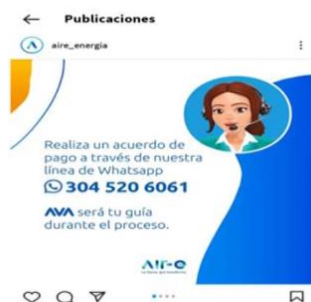 Publicaciones
aire_energia
Realiza un acuerdo de
pago a través de nuestra
línea de Whatsapp
304 520 6061
AVA será tu guía
durante el proceso.
Air-e